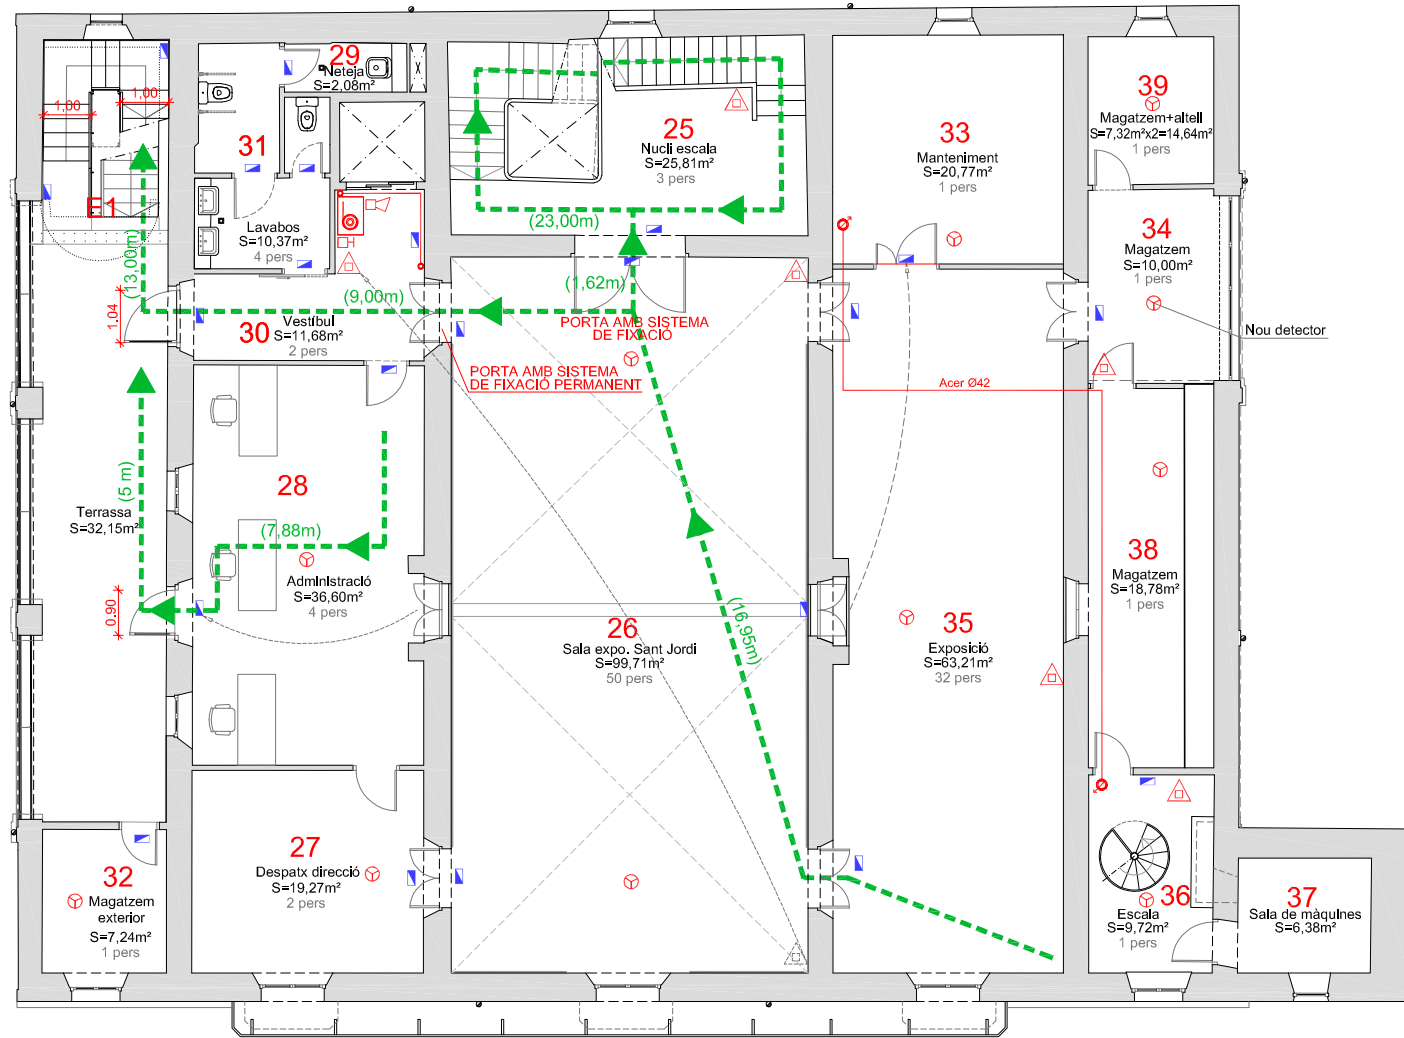 29
Neteja
S=2,08m²
39
Magatzem+altell
S=7,32m²x2=14,64m²
1 pers
1,00
1,00
31
25
Nucli escala
S=25,81m²
3 pers
33
Manteniment
S=20,77m²
1 pers
E1
Lavabos
S=10,37m²
4 pers
(23,00m)
34
Magatzem
S=10,00m²
1 pers
(13,00m)
(9,00m)
(1,62m)
1.04
30
Vestíbul
S=11,68m²
2 pers
PORTA AMB SISTEMA
DE FIXACIÓ
Nou detector
PORTA AMB SISTEMA
DE FIXACIÓ PERMANENT
Acer Ø42
28
(5 m)
Terrassa
S=32,15m²
(7,88m)
Administració
S=36,60m²
4 pers
38
Magatzem
S=18,78m²
1 pers
0.90
26
Sala expo. Sant Jordi
S=99,71m²
50 pers
(16,95m)
35
Exposició
S=63,21m²
32 pers
27
Despatx direcció
S=19,27m²
2 pers
32
Magatzem
exterior
S=7,24m²
1 pers
36
Escala
S=9,72m²
1 pers
37
Sala de màquines
S=6,38m²